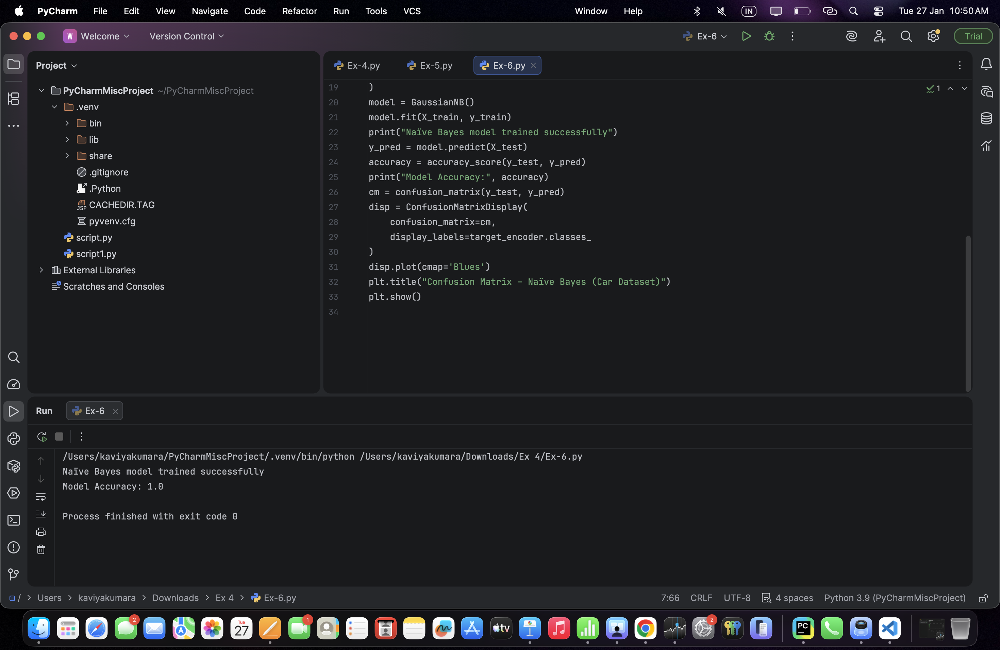 PyCharm File Edit View Navigate Code Refactor Run Tools VCS Window Help IN Tue 27 Jan 10:50 AM
W Welcome Version Control Ex-6 Trial
Project
Ex-4.py Ex-5.py Ex-6.py
PyCharmMiscProject ~/PyCharmMiscProject
.venv
bin
lib
share
.gitignore
.Python
JSP CACHEDIR.TAG
pyvenv.cfg
script.py
script1.py
External Libraries
Scratches and Consoles
1
19 )
20 model = GaussianNB()
21 model.fit(X_train, y_train)
22 print("Naïve Bayes model trained successfully")
23 y_pred = model.predict(X_test)
24 accuracy = accuracy_score(y_test, y_pred)
25 print("Model Accuracy:", accuracy)
26 cm = confusion_matrix(y_test, y_pred)
27 disp = ConfusionMatrixDisplay(
28 confusion_matrix=cm,
29 display_labels=target_encoder.classes_
30 )
31 disp.plot(cmap='Blues')
32 plt.title("Confusion Matrix – Naïve Bayes (Car Dataset)")
33 plt.show()
34
Run Ex-6
/Users/kaviyakumara/PyCharmMiscProject/.venv/bin/python /Users/kaviyakumara/Downloads/Ex 4/Ex-6.py
Naïve Bayes model trained successfully
Model Accuracy: 1.0
Process finished with exit code 0
/ > Users > kaviyakumara > Downloads > Ex 4 > Ex-6.py 7:66 CRLF UTF-8 4 spaces Python 3.9 (PyCharmMiscProject)
2 Tue 27 1 tv 2 PC